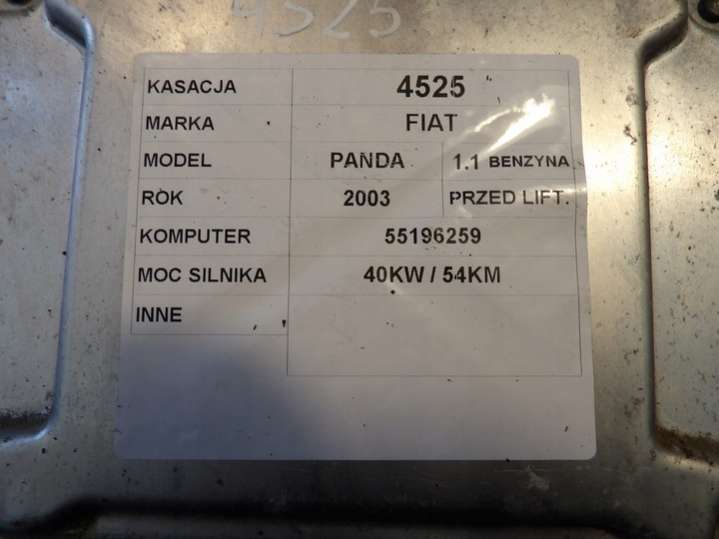 4525
KASACJA 4525
MARKA FIAT
MODEL PANDA 1.1 BENZYNA
ROK 2003 PRZED LIFT.
KOMPUTER 55196259
MOC SILNIKA 40KW / 54KM
INNE